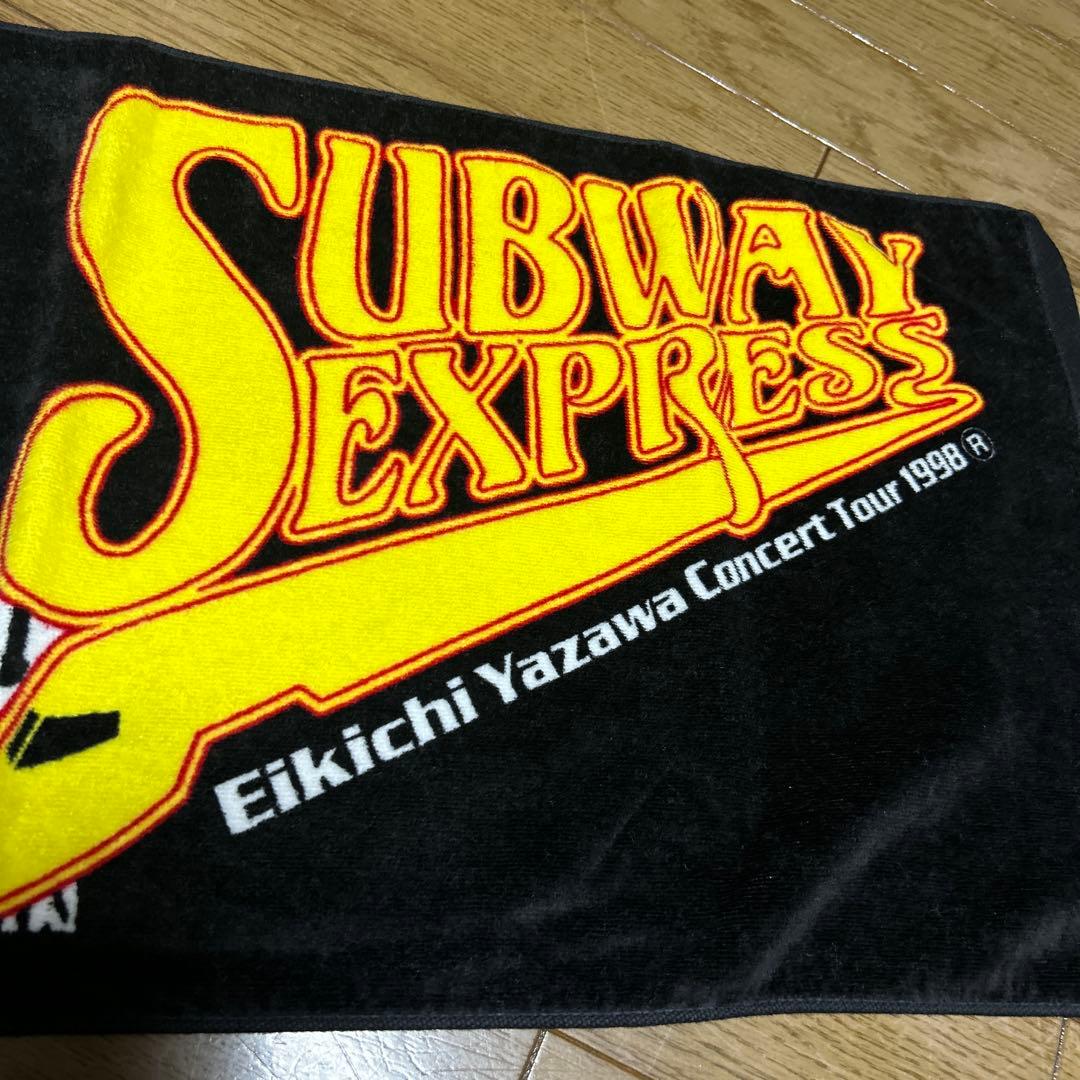 SUBWAY
EXPRESS
Eikichi Yazawa Concert Tour 1998 ®